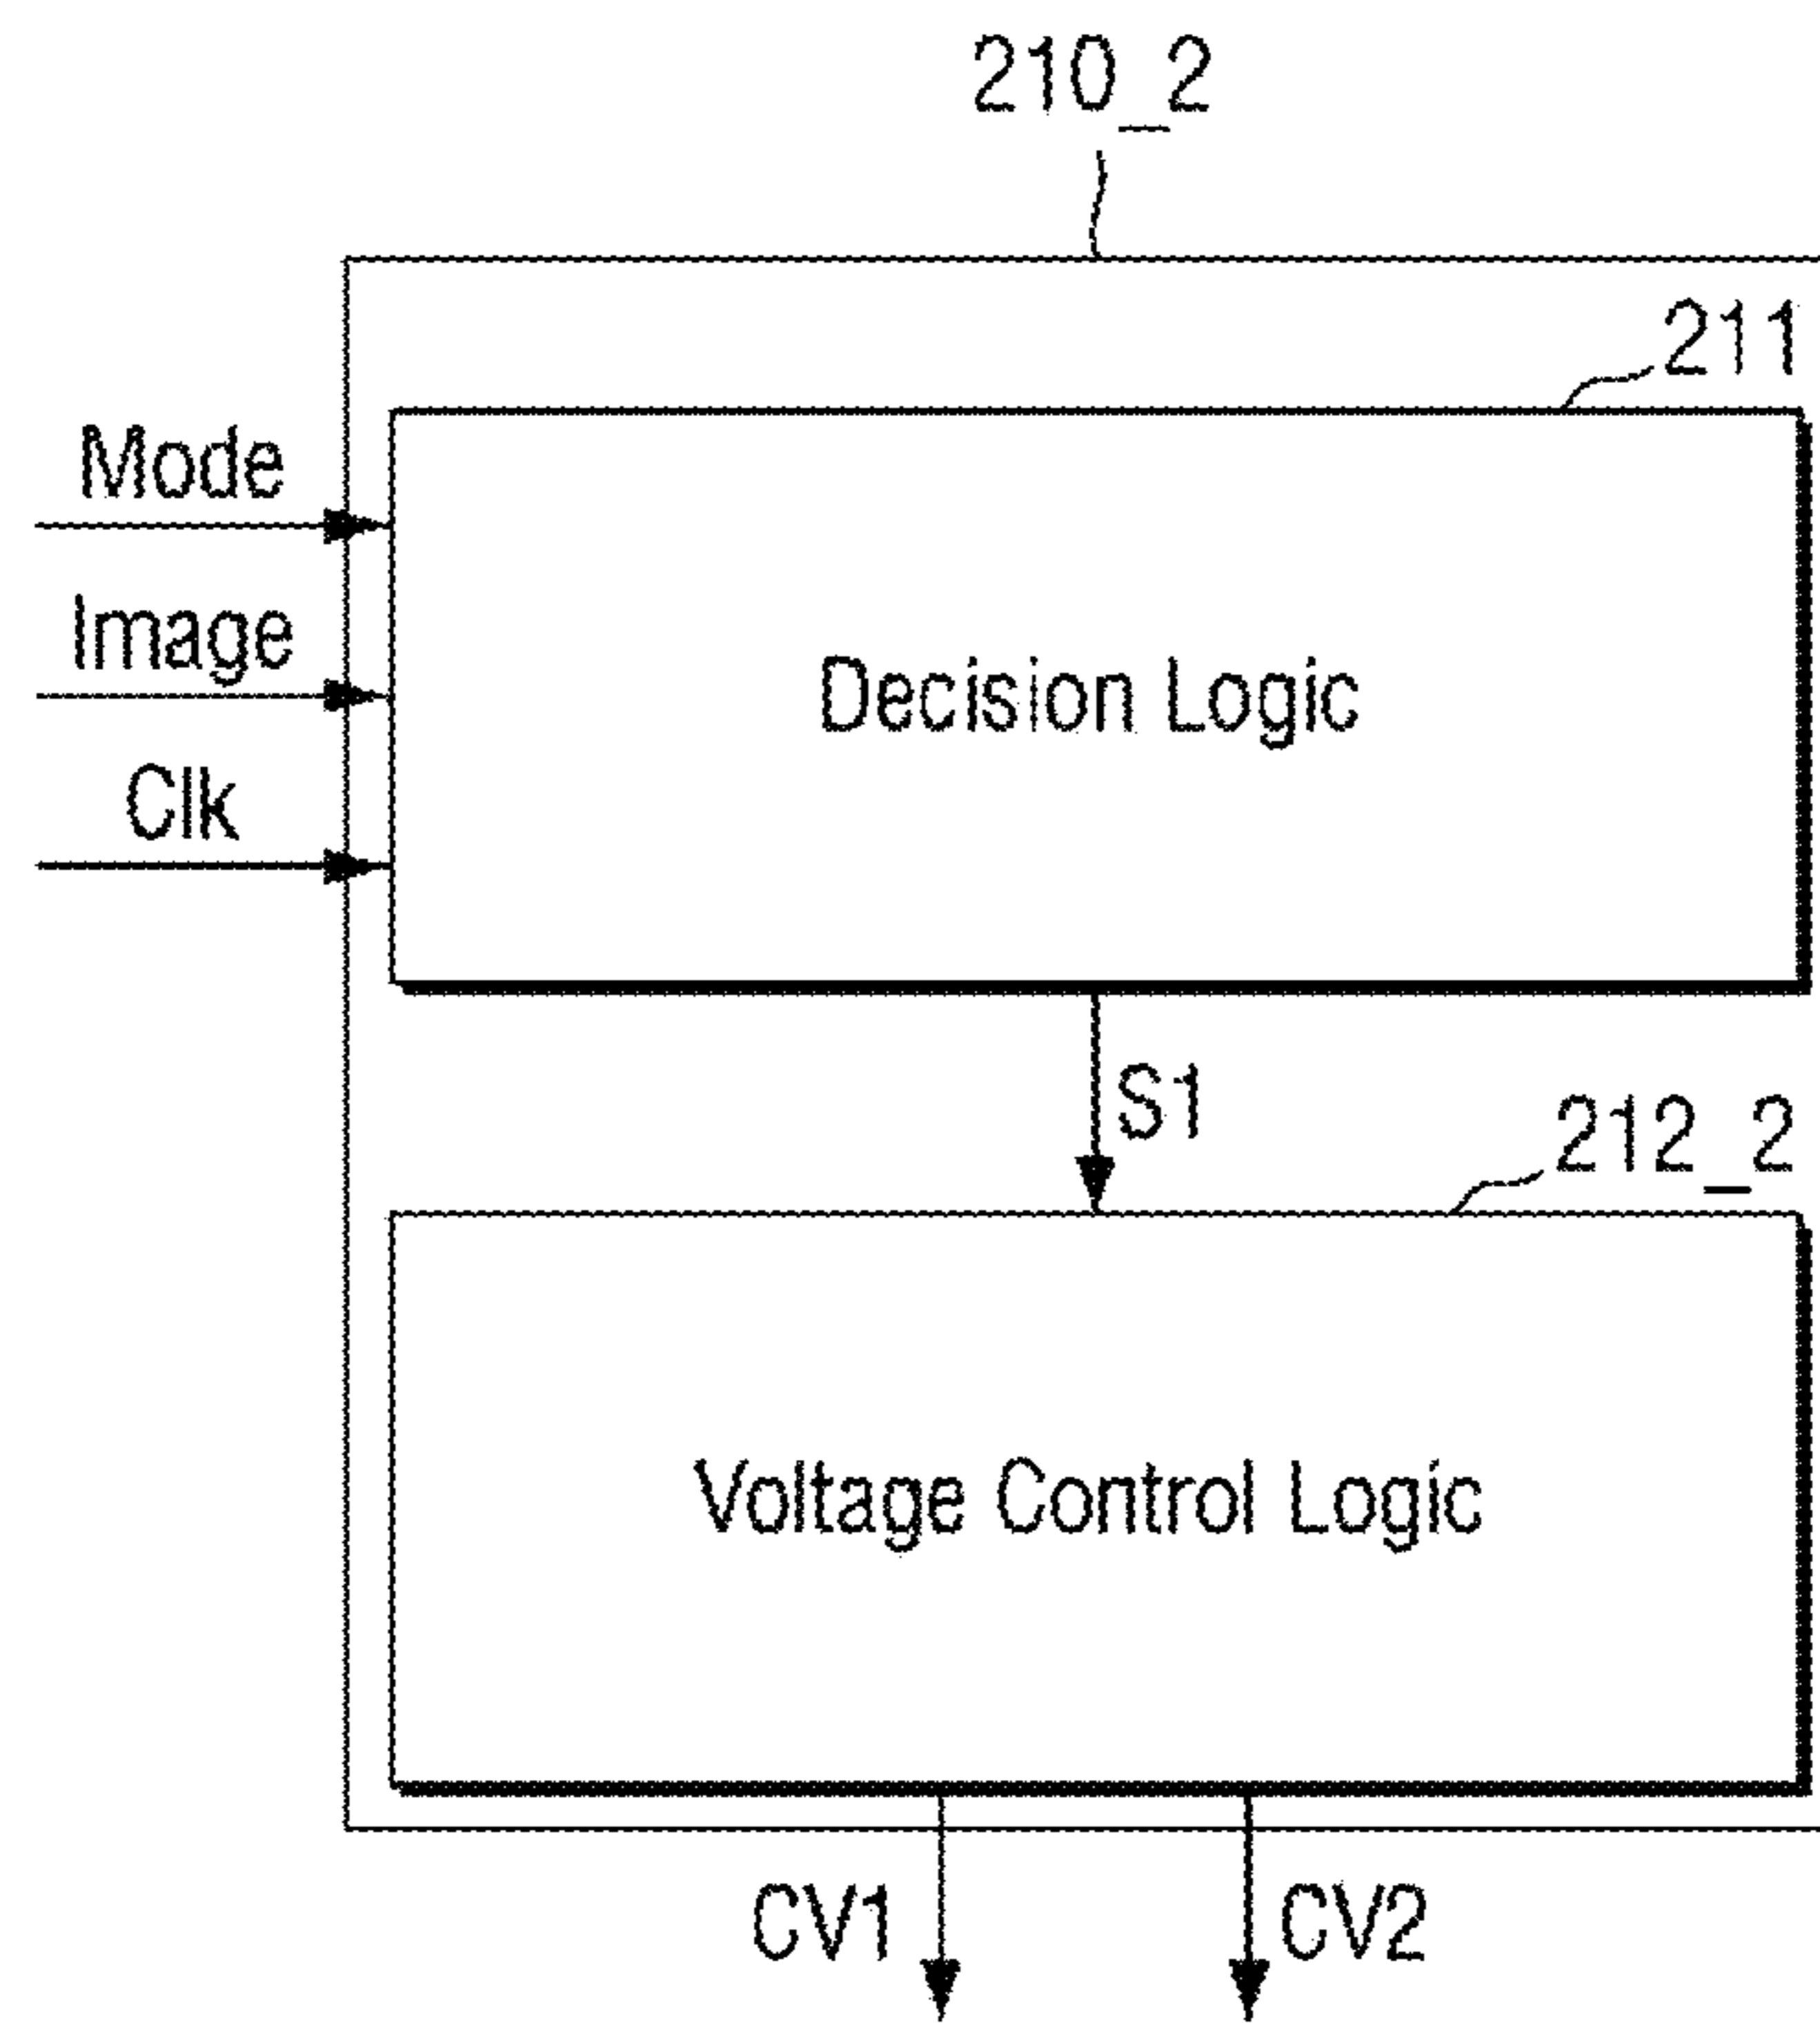 210_2
211
Mode
Image
Decision Logic
Clk
S1
212_2
Voltage Control Logic
CV1
CV2